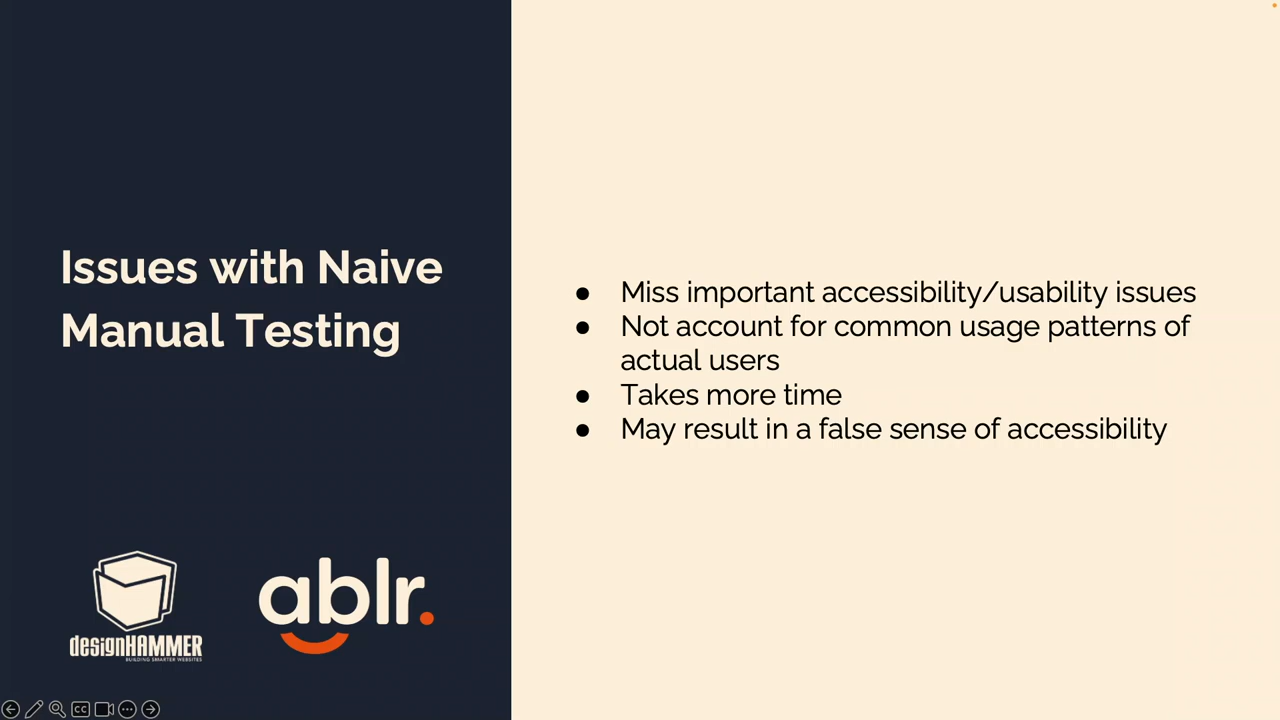 Issues with Naive
Manual Testing
● Miss important accessibility/usability issues
● Not account for common usage patterns of
actual users
● Takes more time
● May result in a false sense of accessibility
designHAMMER
BUILDING SMARTER WEBSITES
ablr.
CC